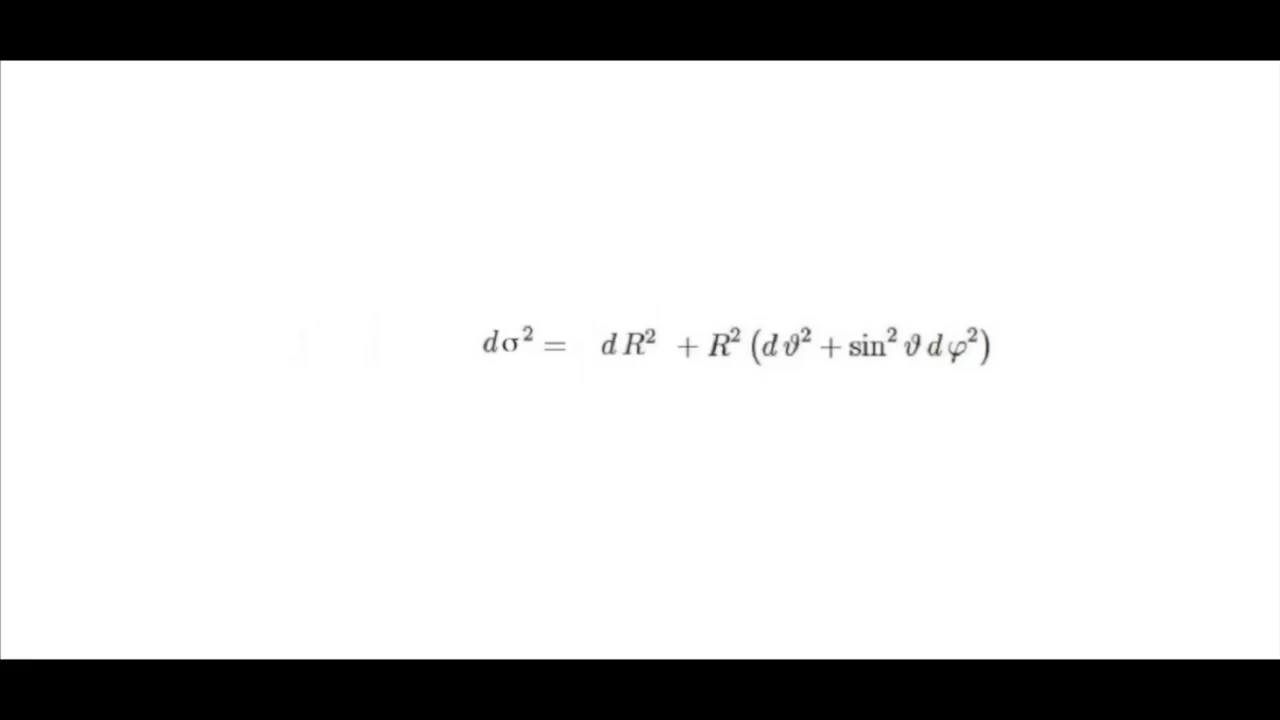 dσ² = dR² + R² (dϑ² + sin² ϑ dφ²)